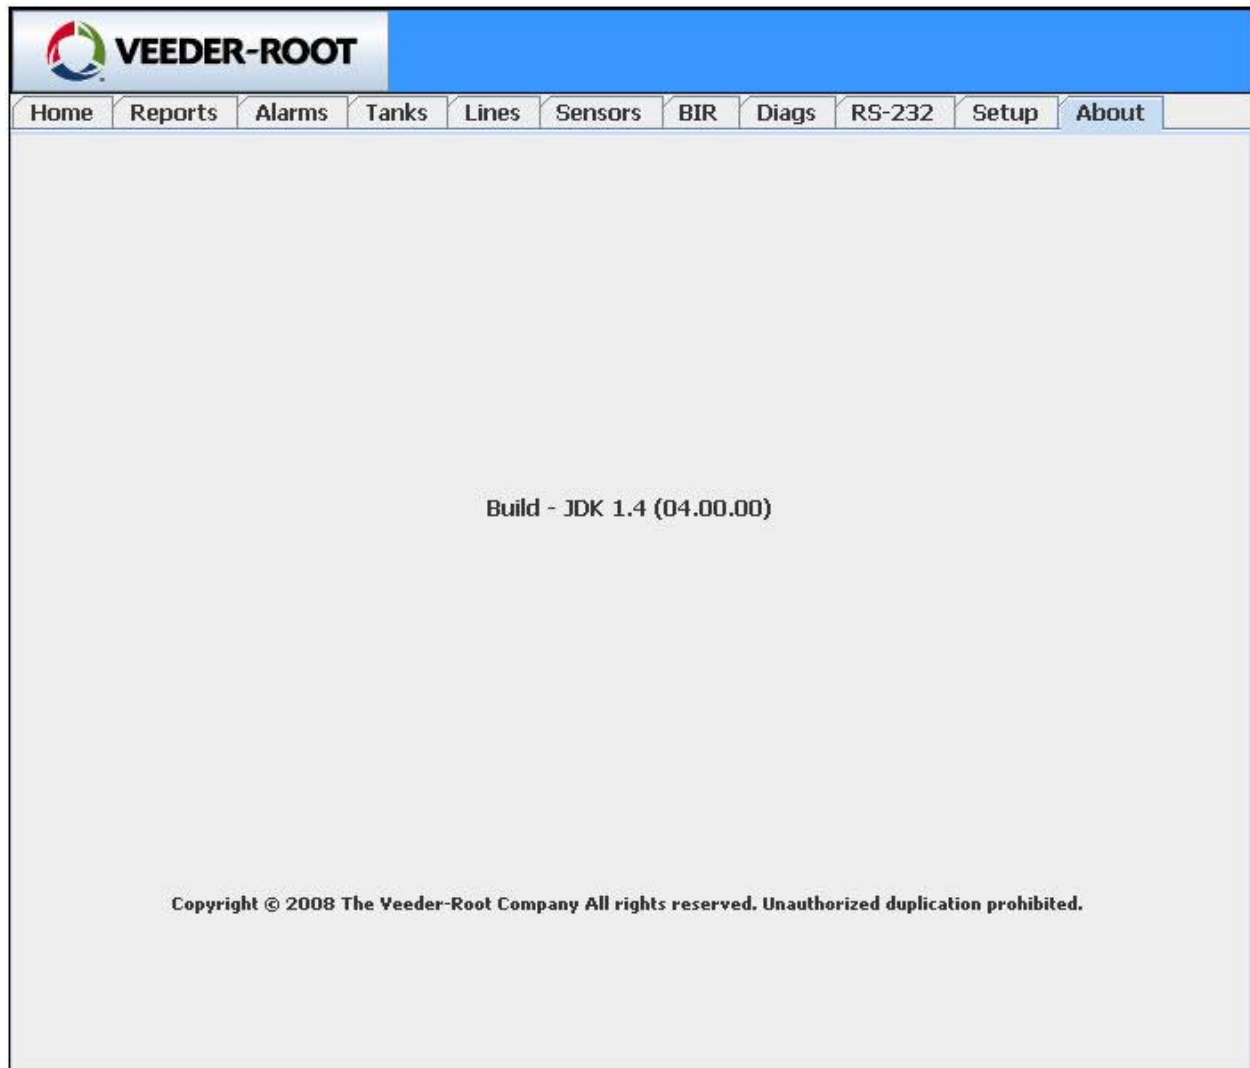 VEEDER-ROOT
Home Reports Alarms Tanks Lines Sensors BIR Diags RS-232 Setup About
Build - JDK 1.4 (04.00.00)
Copyright © 2008 The Veeder-Root Company All rights reserved. Unauthorized duplication prohibited.